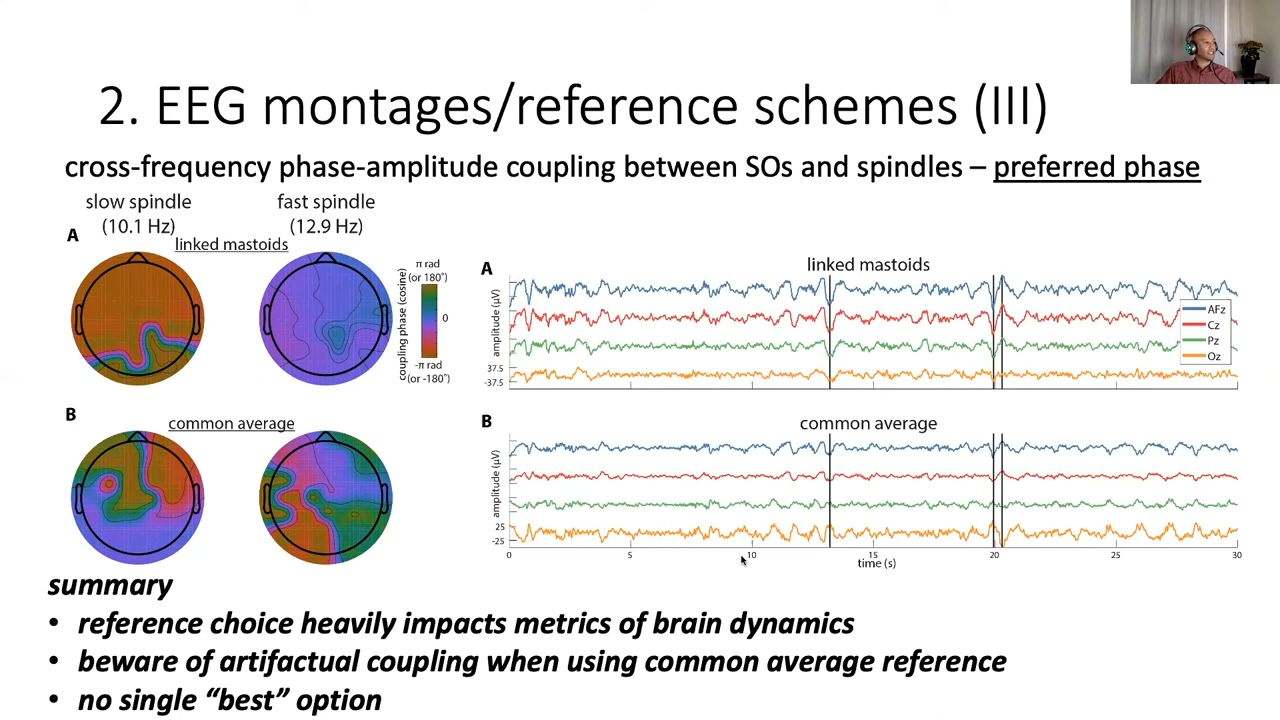 2. EEG montages/reference schemes (III)
cross-frequency phase-amplitude coupling between SOs and spindles – preferred phase
slow spindle
(10.1 Hz)
fast spindle
(12.9 Hz)
A
linked mastoids
π rad
(or 180˚)
0
-π rad
(or -180˚)
coupling phase (cosine)
B
common average
A
linked mastoids
amplitude (µV)
37.5
-37.5
AFz
Cz
Pz
Oz
B
common average
amplitude (µV)
25
-25
0 5 10 15 20 25 30
time (s)
summary
• reference choice heavily impacts metrics of brain dynamics
• beware of artifactual coupling when using common average reference
• no single “best” option